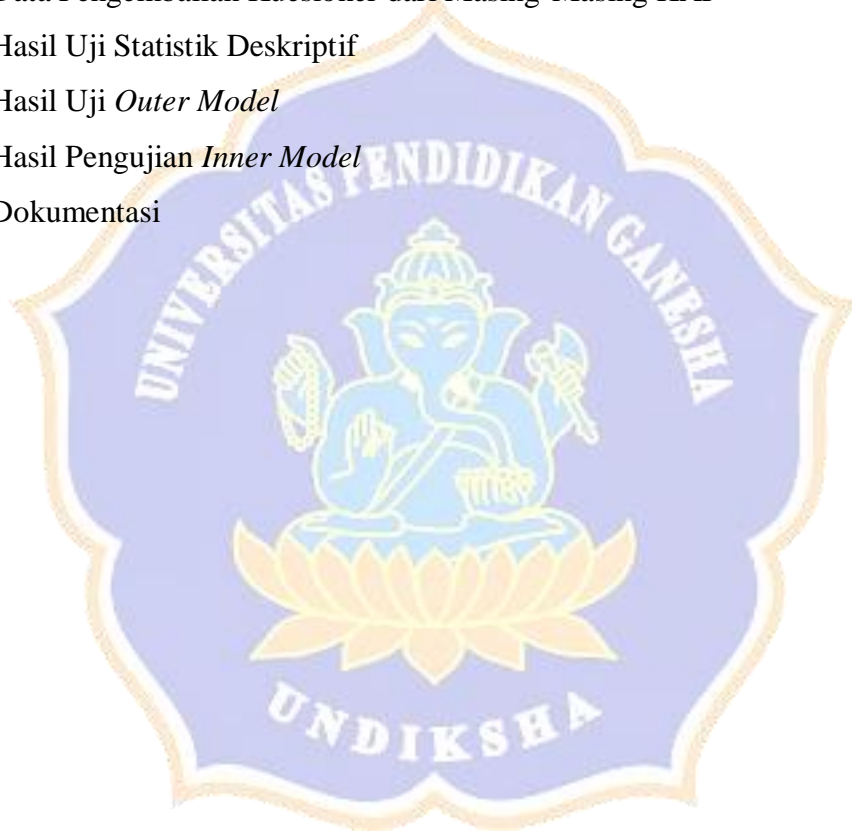 Hasil Uji Statistik Deskriptif
Hasil Uji Outer Model
Hasil Pengujian Inner Model
Dokumentasi
UNIVERSITAS PENDIDIKAN GANESHA
UNDIKSHA